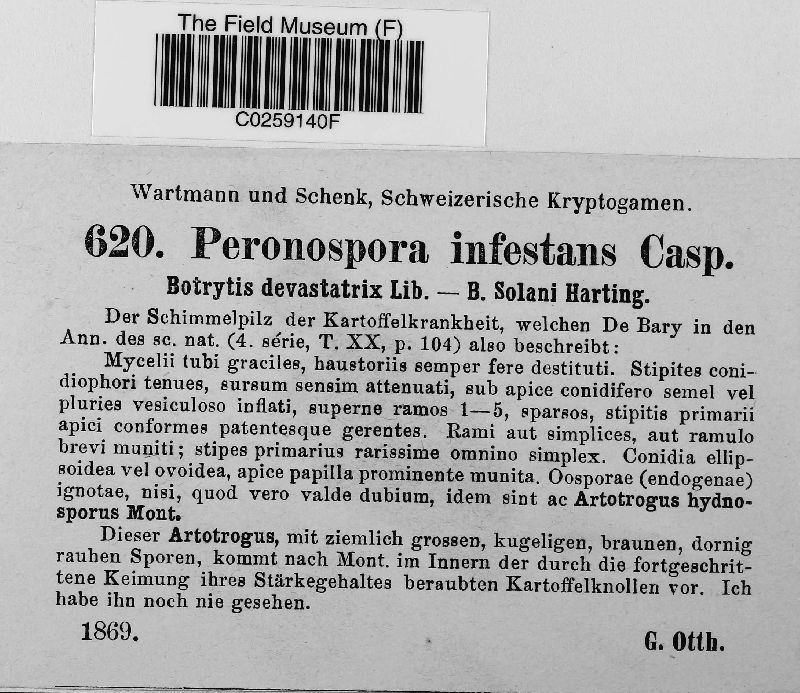 The Field Museum (F)
C0259140F
Wartmann und Schenk, Schweizerische Kryptogamen.
620. Peronospora infestans Casp.
Botrytis devastatrix Lib. — B. Solani Harting.
Der Schimmelpilz der Kartoffelkrankheit, welchen De Bary in den
Ann. des sc. nat. (4. série, T. XX, p. 104) also beschreibt:
Mycelii tubi graciles, haustoriis semper fere destituti. Stipites coni-
diophori tenues, sursum sensim attenuati, sub apice conidifero semel vel
pluries vesiculoso inflati, superne ramos 1—5, sparsos, stipitis primarii
apici conformes patentesque gerentes. Rami aut simplices, aut ramulo
brevi muniti; stipes primarius rarissime omnino simplex. Conidia ellip-
soidea vel ovoidea, apice papilla prominente munita. Oosporae (endogenae)
ignotae, nisi, quod vero valde dubium, idem sint ac Artotrogus hydno-
sporus Mont.
Dieser Artotrogus, mit ziemlich grossen, kugeligen, braunen, dornig
rauhen Sporen, kommt nach Mont. im Innern der durch die fortgeschrit-
tene Keimung ihres Stärkegehaltes beraubten Kartoffelknollen vor. Ich
habe ihn noch nie gesehen.
1869.
G. Otth.